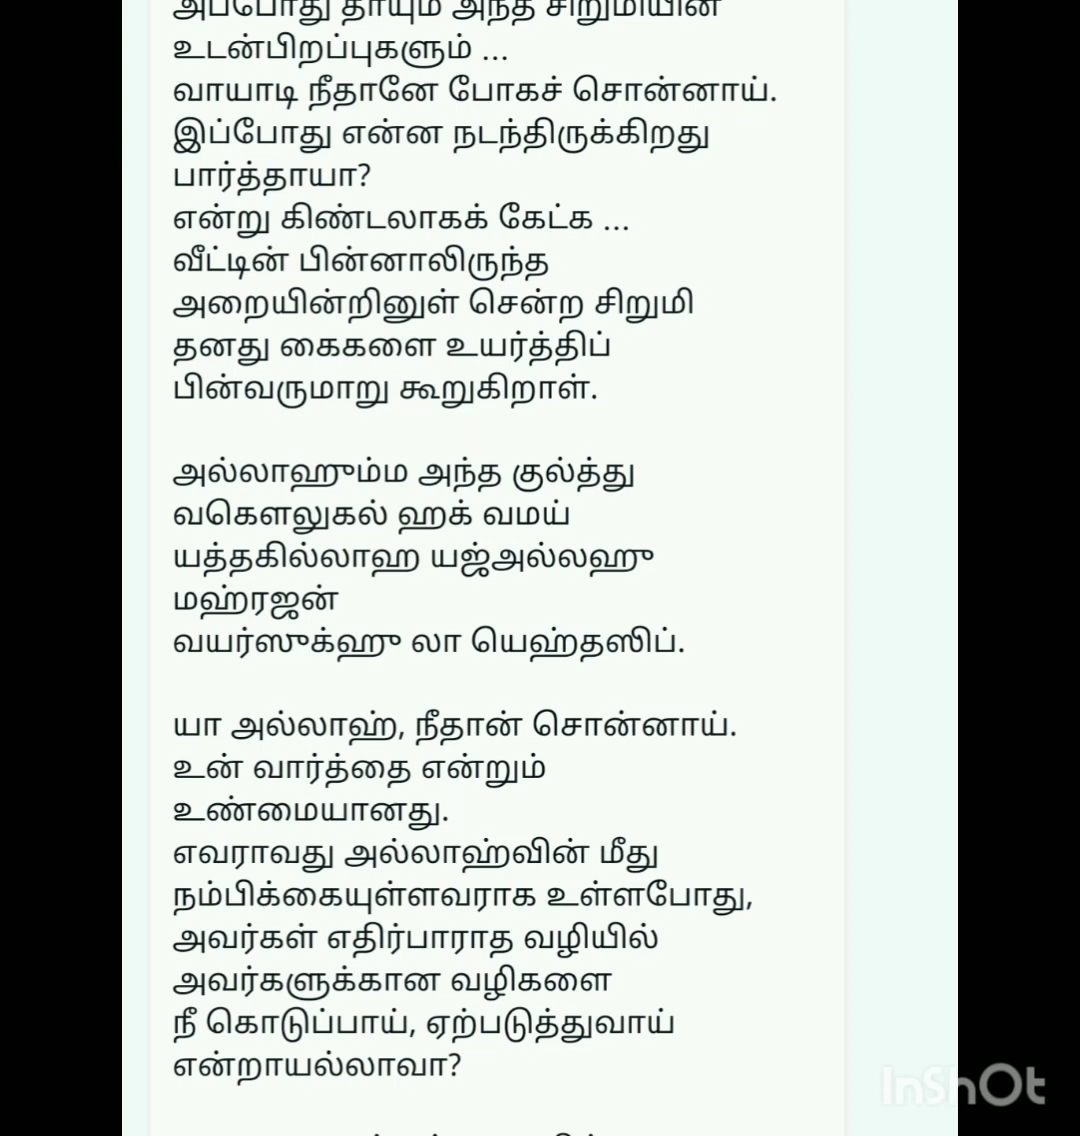 அப்போது தாயும் அந்த சிறுமியின்
உடன்பிறப்புகளும் ...
வாயாடி நீதானே போகச் சொன்னாய்.
இப்போது என்ன நடந்திருக்கிறது
பார்த்தாயா?
என்று கிண்டலாகக் கேட்க ...
வீட்டின் பின்னாலிருந்த
அறையின்றினுள் சென்ற சிறுமி
தனது கைகளை உயர்த்திப்
பின்வருமாறு கூறுகிறாள்.
அல்லாஹும்ம அந்த குல்த்து
வகௌலுகல் ஹக் வமய்
யத்தகில்லாஹ யஜ்அல்லஹு
மஹ்ரஜன்
வயர்ஸுக்ஹு லா யெஹ்தஸிப்.
யா அல்லாஹ், நீதான் சொன்னாய்.
உன் வார்த்தை என்றும்
உண்மையானது.
எவராவது அல்லாஹ்வின் மீது
நம்பிக்கையுள்ளவராக உள்ளபோது,
அவர்கள் எதிர்பாராத வழியில்
அவர்களுக்கான வழிகளை
நீ கொடுப்பாய், ஏற்படுத்துவாய்
என்றாயல்லாவா?
InShOt